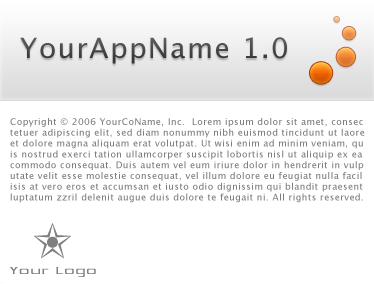 YourAppName 1.0
Copyright © 2006 YourCoName, Inc. Lorem ipsum dolor sit amet, consec
tetuer adipiscing elit, sed diam nonummy nibh euismod tincidunt ut laore
et dolore magna aliquam erat volutpat. Ut wisi enim ad minim veniam, qu
is nostrud exerci tation ullamcorper suscipit lobortis nisl ut aliquip ex ea
commodo consequat. Duis autem vel eum iriure dolor in hendrerit in vulp
utate velit esse molestie consequat, vel illum dolore eu feugiat nulla facil
isis at vero eros et accumsan et iusto odio dignissim qui blandit praesent
luptatum zzril delenit augue duis dolore te feugait ni. All rights reserved.
Your Logo